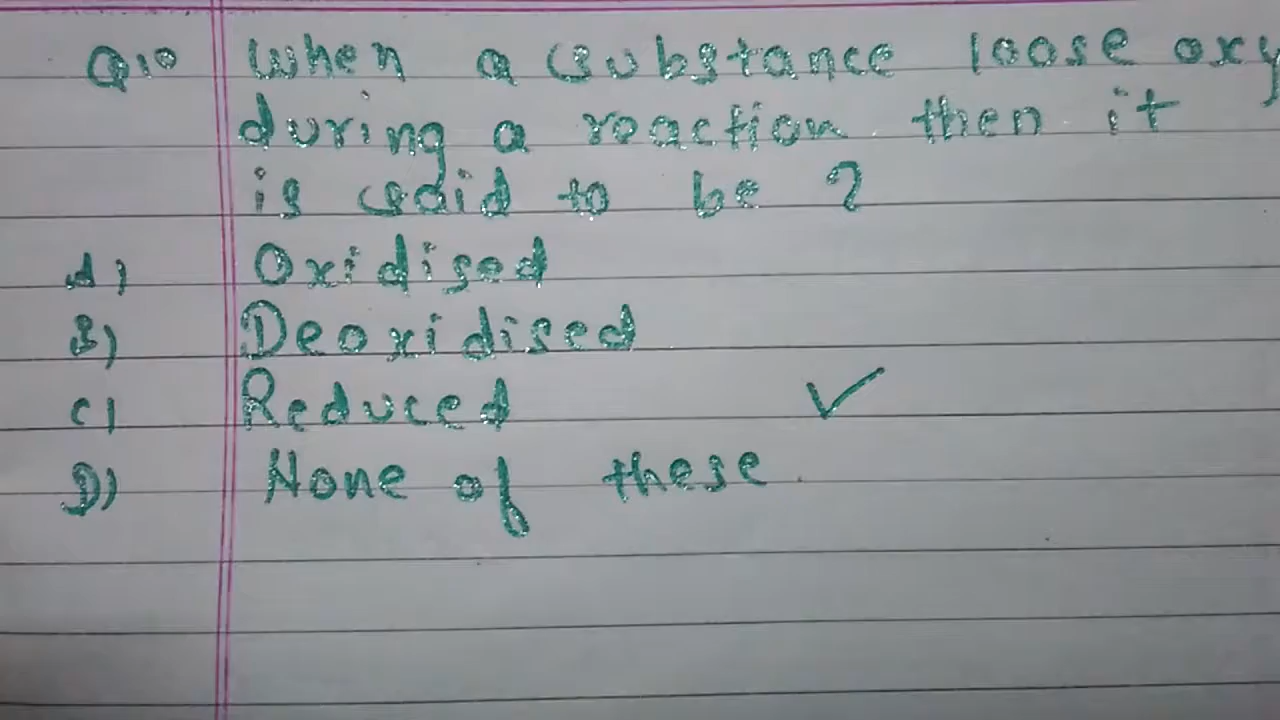 Q10 When a substance loose oxy
during a reaction then it
is said to be ?
A) Oxidised
B) Deoxidised
C) Reduced ✓
D) None of these